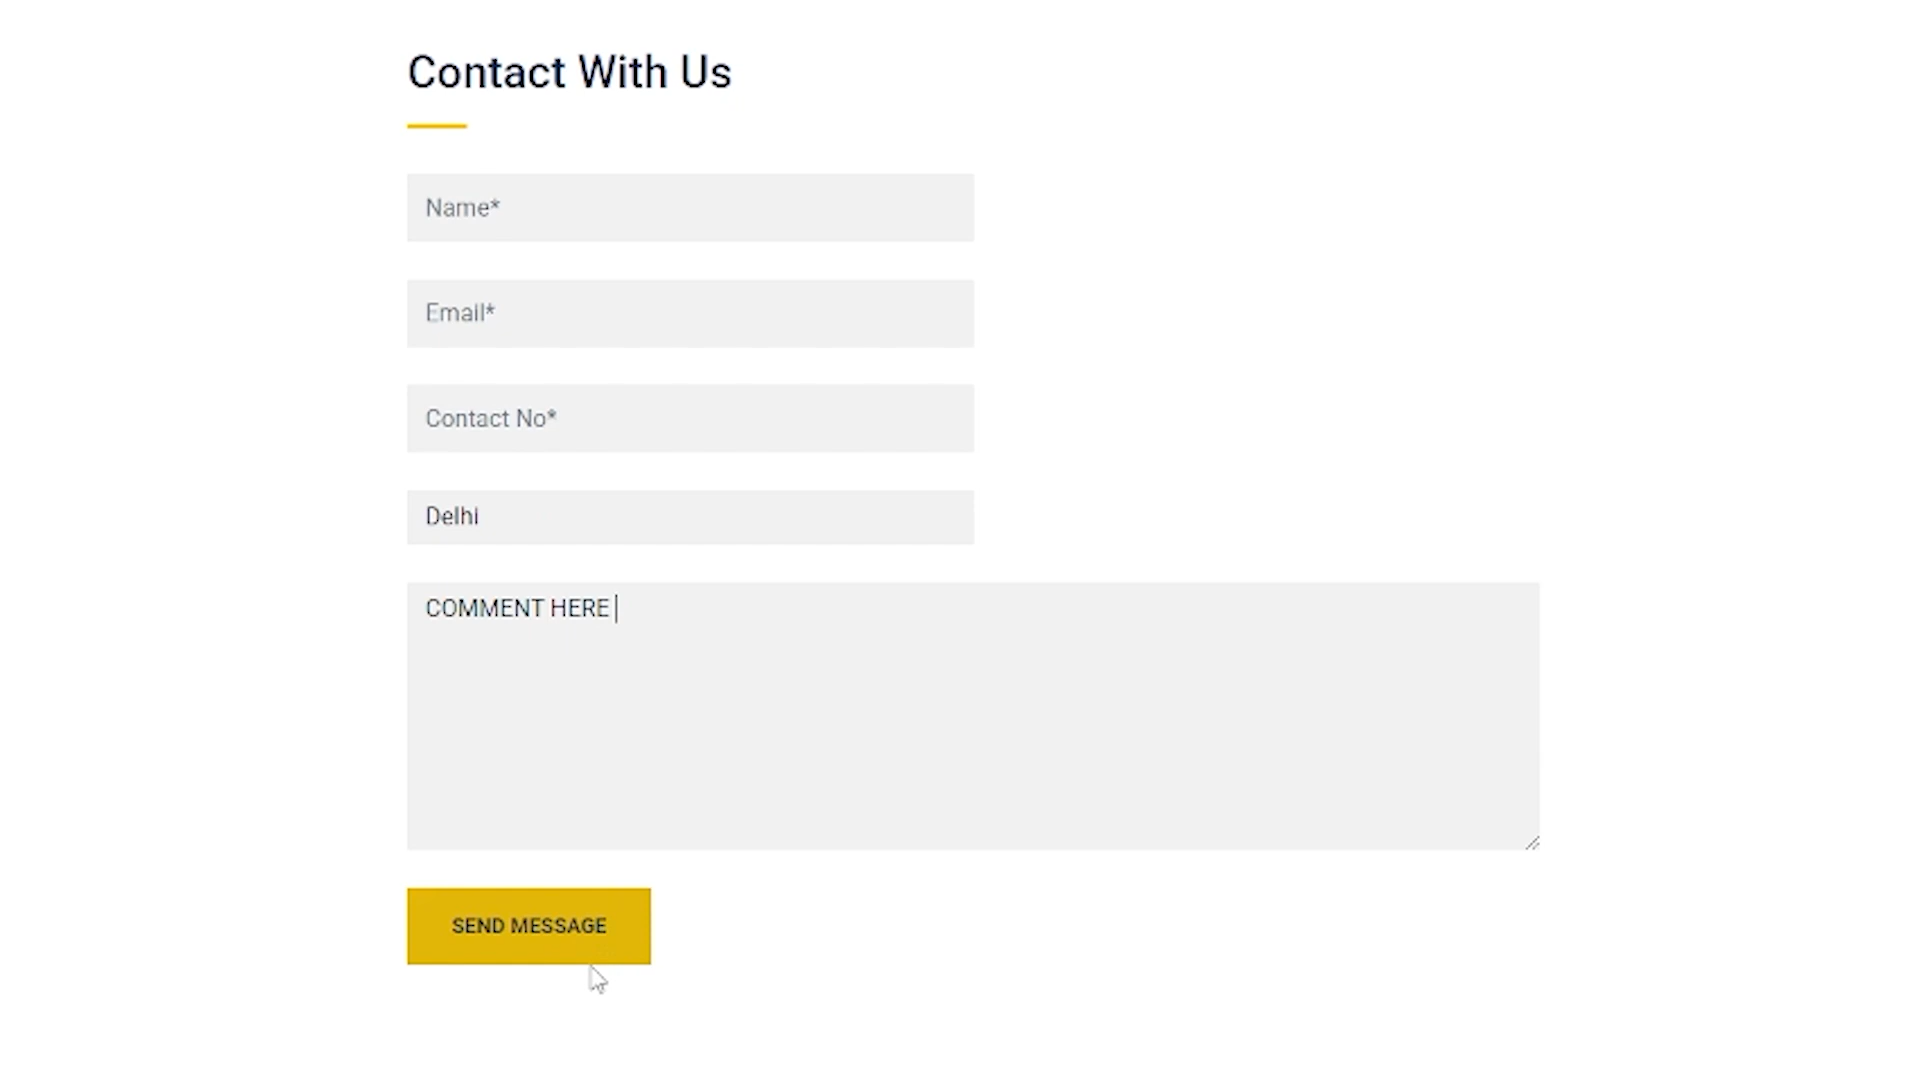 Contact With Us
Name*
Email*
Contact No*
Delhi
COMMENT HERE
SEND MESSAGE